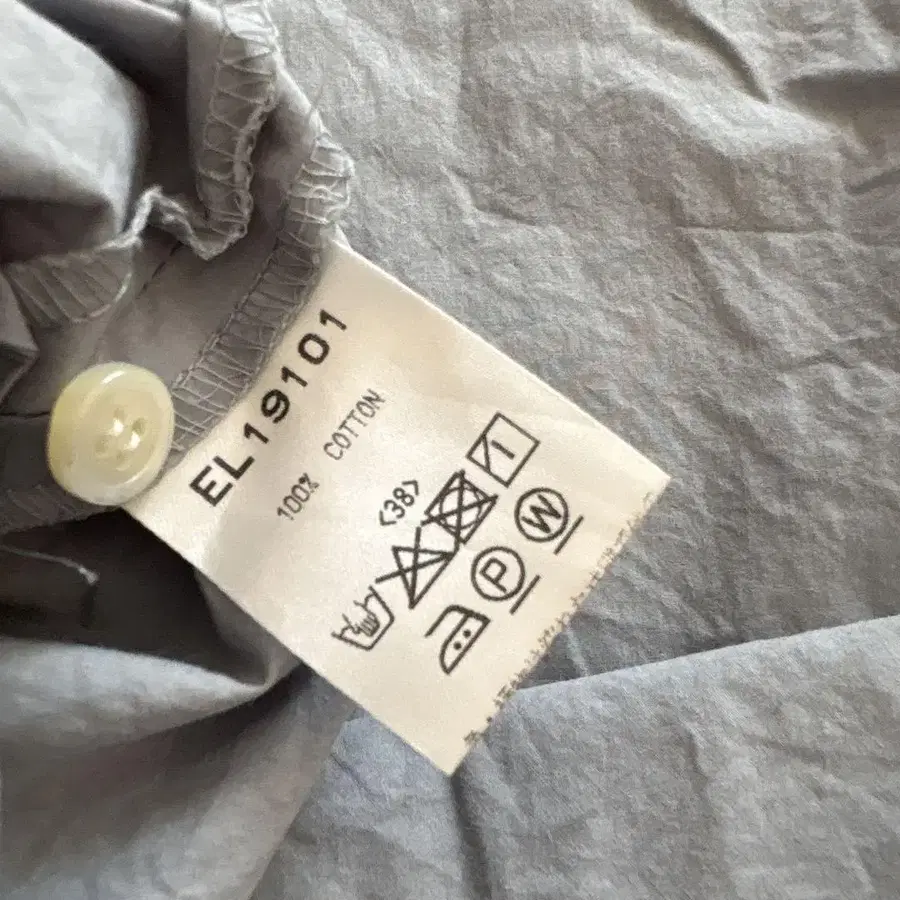 EL19101
100% COTTON
<38>
P W